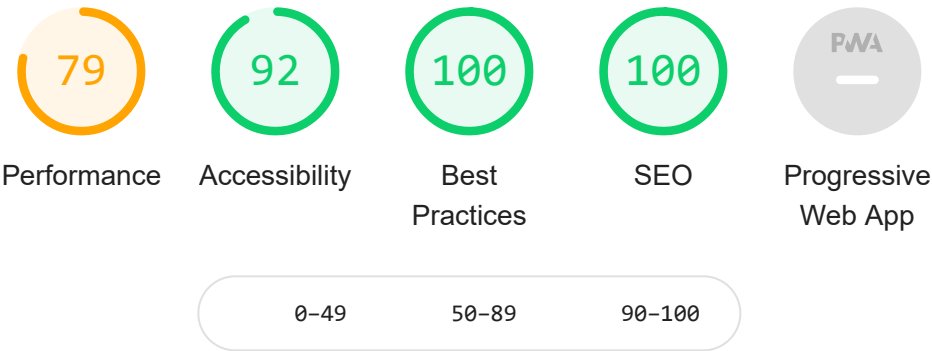 79 92 100 100 PWA
Performance Accessibility Best Practices SEO Progressive Web App
0–49 50–89 90–100